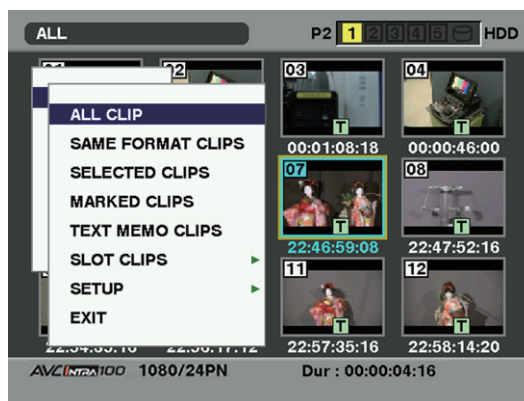 ALL P2 1 2 3 4 5 HDD
02 03 04
ALL CLIP
SAME FORMAT CLIPS
SELECTED CLIPS
MARKED CLIPS
TEXT MEMO CLIPS
SLOT CLIPS
SETUP
EXIT
T T
00:01:08:18 00:00:46:00
07 08
T T
22:46:59:08 22:47:52:16
11 12
T T
22:57:35:16 22:58:14:20
AVC INTRA 100 1080/24PN Dur : 00:00:04:16